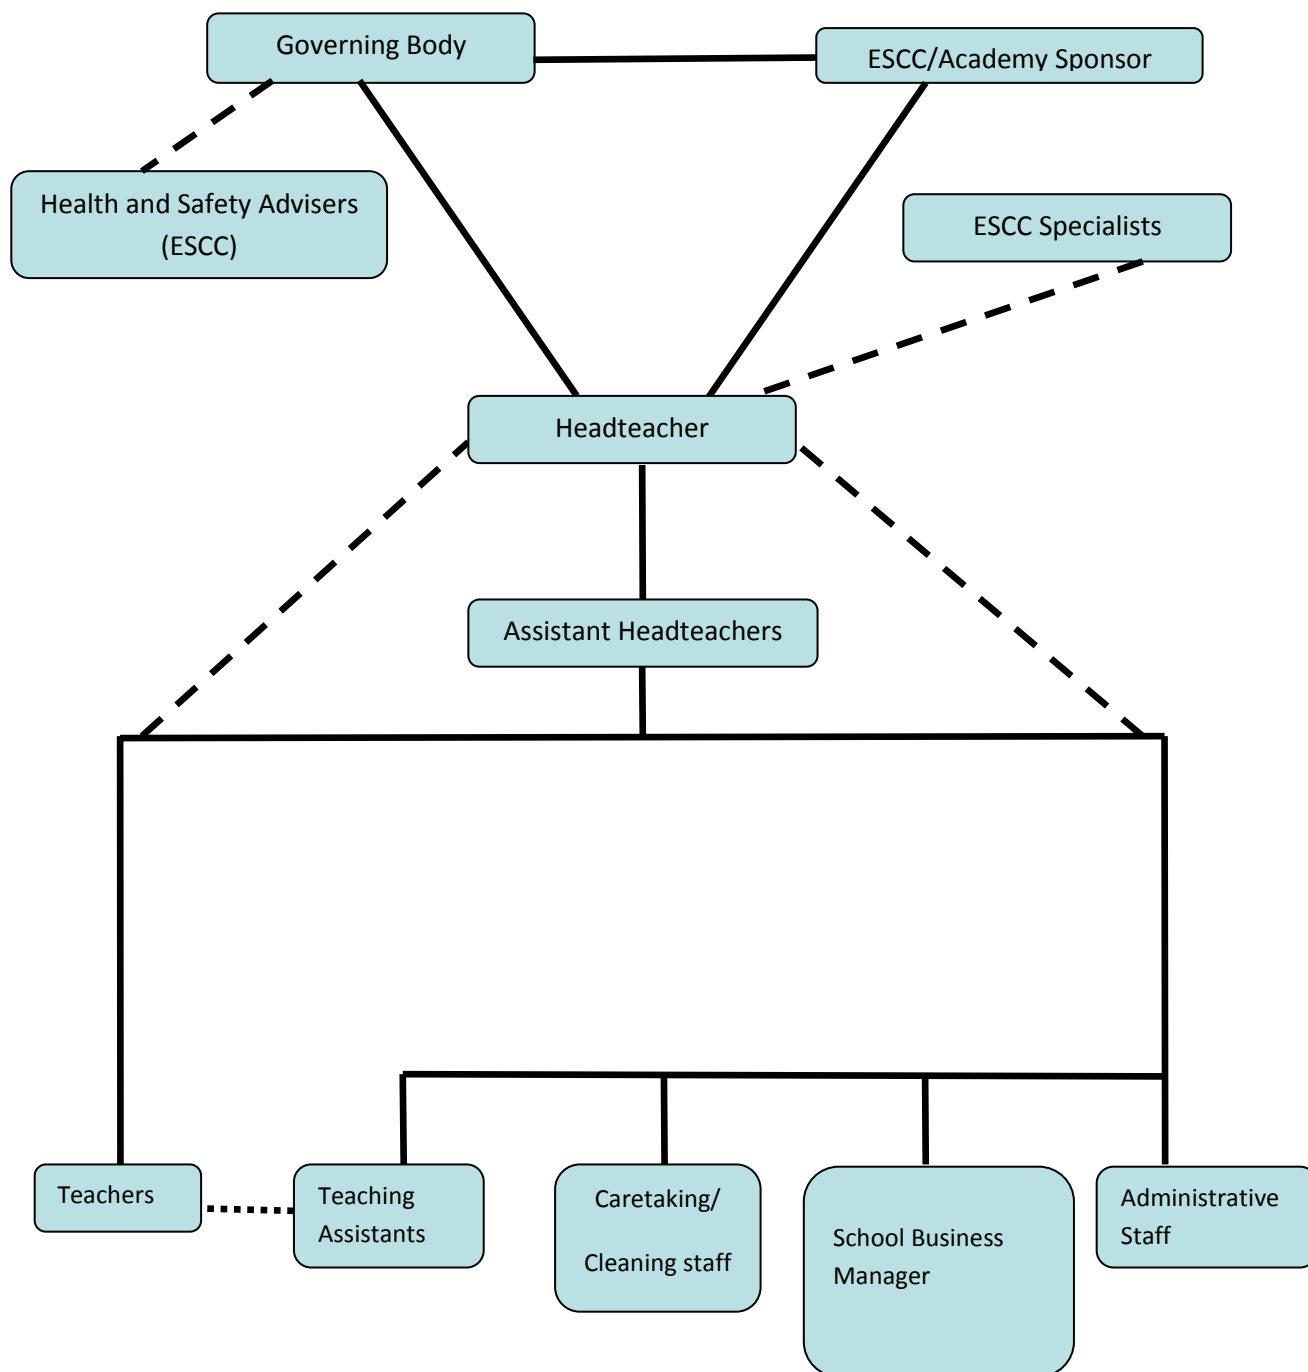 Governing Body
ESCC/Academy Sponsor
Health and Safety Advisers
(ESCC)
ESCC Specialists
Headteacher
Assistant Headteachers
Teachers
Teaching
Assistants
Caretaking/
Cleaning staff
School Business
Manager
Administrative
Staff